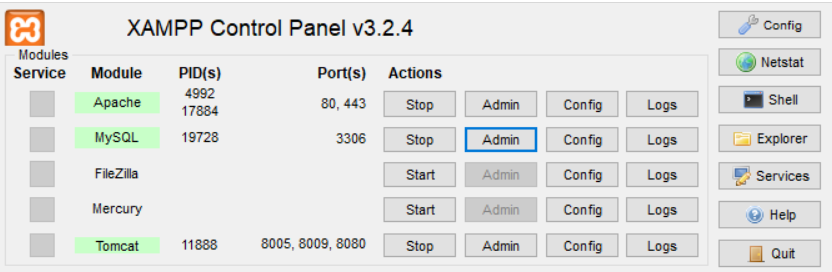 XAMPP Control Panel v3.2.4
Config
Modules
Service Module PID(s) Port(s) Actions
Netstat
Apache 4992 17884 80, 443 Stop Admin Config Logs
Shell
MySQL 19728 3306 Stop Admin Config Logs
Explorer
FileZilla Start Admin Config Logs
Services
Mercury Start Admin Config Logs
Help
Tomcat 11888 8005, 8009, 8080 Stop Admin Config Logs
Quit